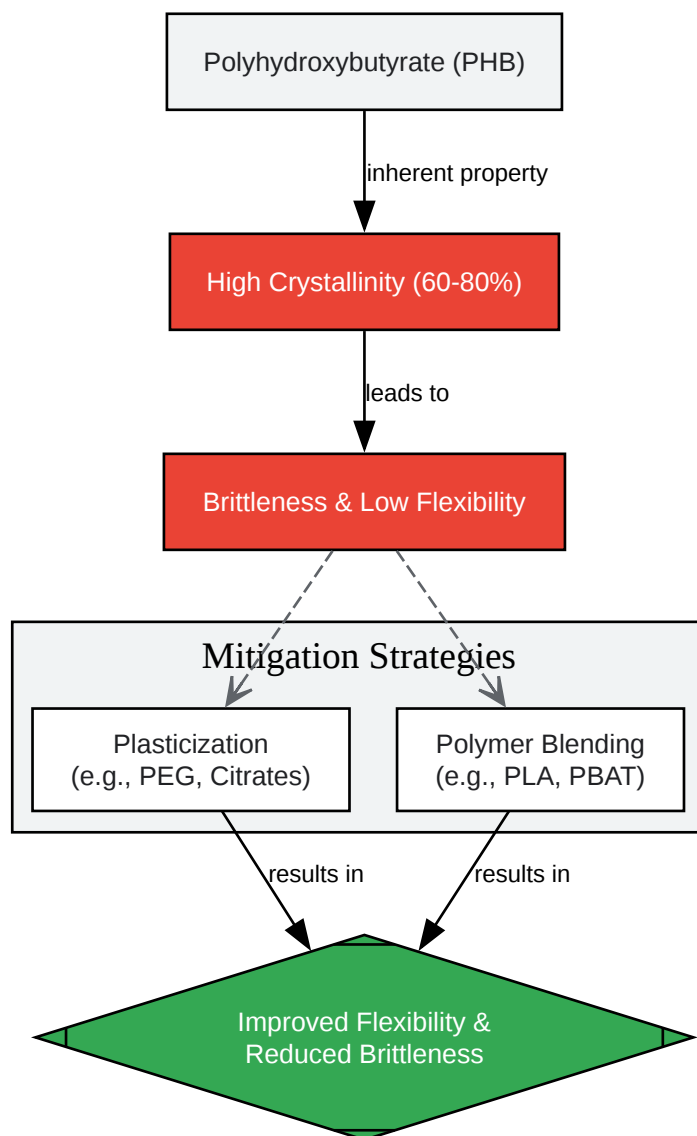 Polyhydroxybutyrate (PHB)
inherent property
High Crystallinity (60-80%)
leads to
Brittleness & Low Flexibility
Mitigation Strategies
Plasticization
(e.g., PEG, Citrates)
Polymer Blending
(e.g., PLA, PBAT)
results in
results in
Improved Flexibility &
Reduced Brittleness